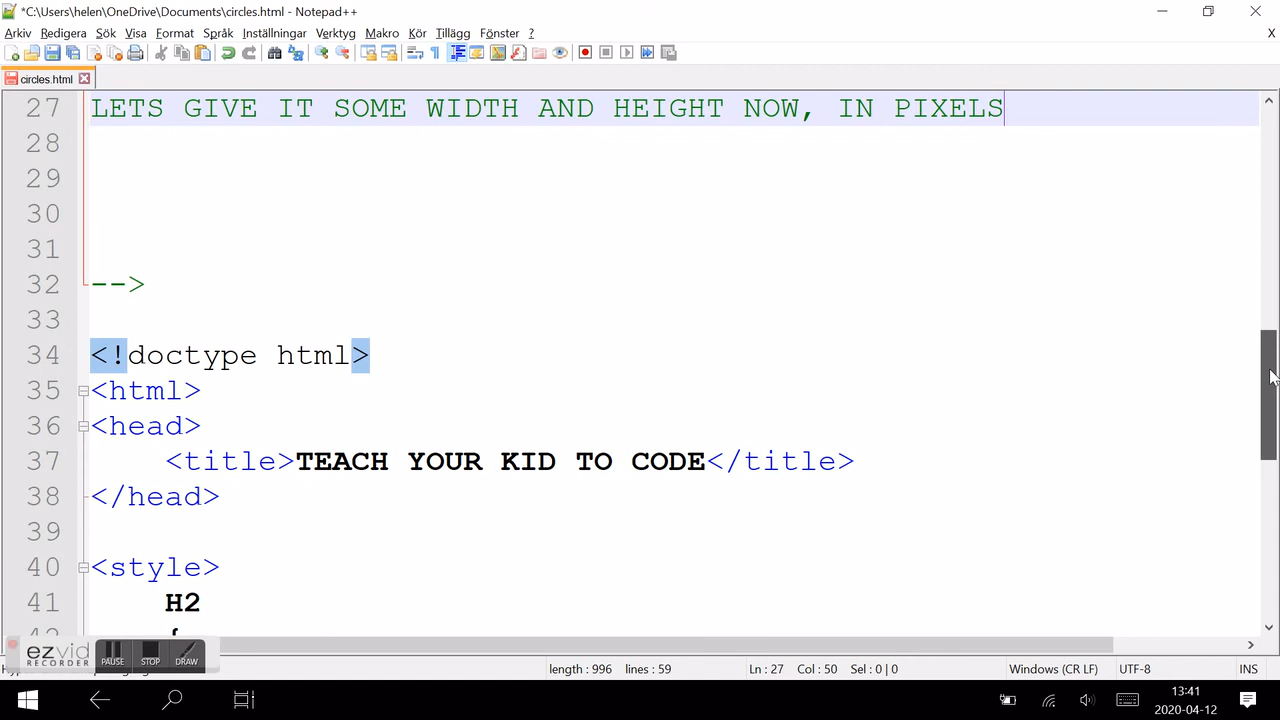 *C:\Users\helen\OneDrive\Documents\circles.html - Notepad++
Arkiv Redigera Sök Visa Format Språk Inställningar Verktyg Makro Kör Tillägg Fönster ? X
circles.html
27 LETS GIVE IT SOME WIDTH AND HEIGHT NOW, IN PIXELS
28
29
30
31
32 -->
33
34 <!doctype html>
35 <html>
36 <head>
37 <title>TEACH YOUR KID TO CODE</title>
38 </head>
39
40 <style>
41 H2
{
ezvid
RECORDER
PAUSE STOP DRAW
length : 996 lines : 59 Ln : 27 Col : 50 Sel : 0 | 0 Windows (CR LF) UTF-8 INS
13:41
2020-04-12